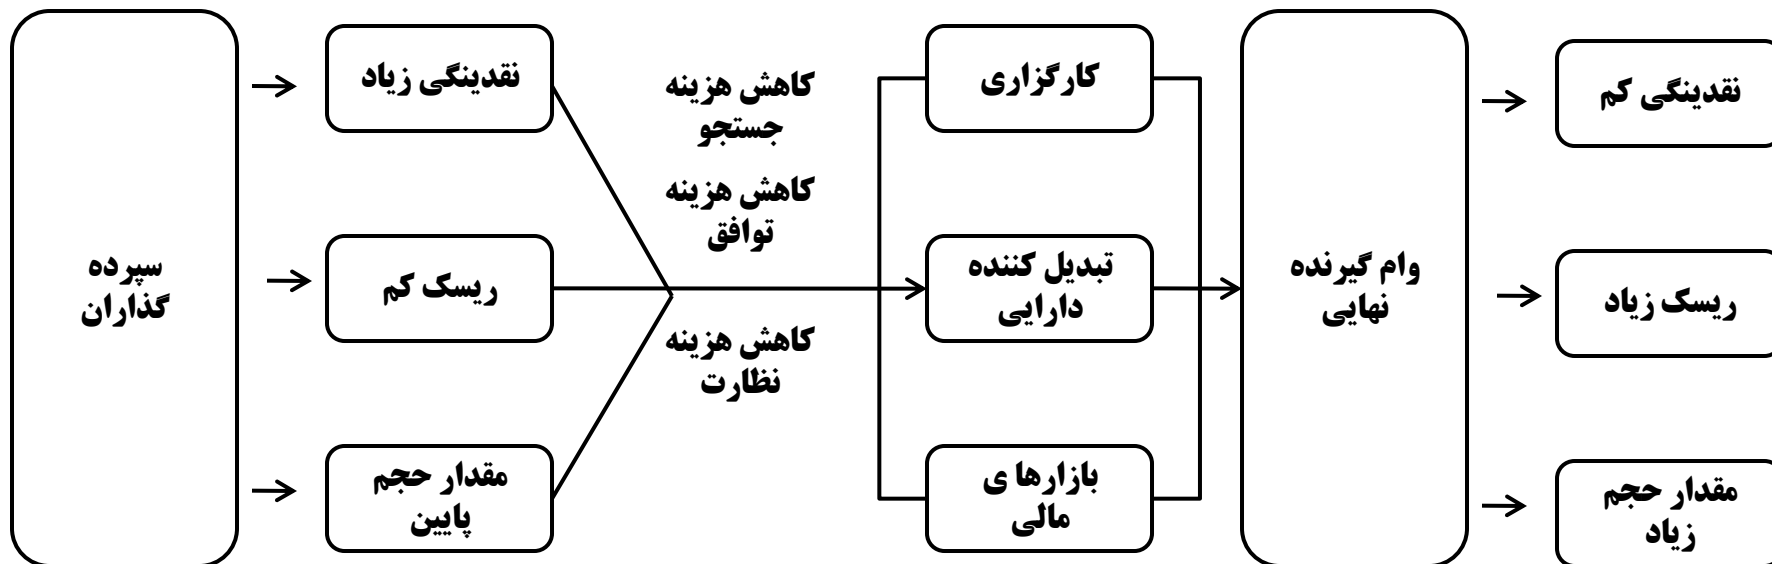 سپرده
گذاران
نقدینگی زیاد
ریسک کم
مقدار حجم
پایین
کاهش هزینه
جستجو
کاهش هزینه
توافق
کاهش هزینه
نظارت
کارگزاری
تبدیل کننده
دارایی
بازارها ی
مالی
وام گیرنده
نهایی
نقدینگی کم
ریسک زیاد
مقدار حجم
زیاد